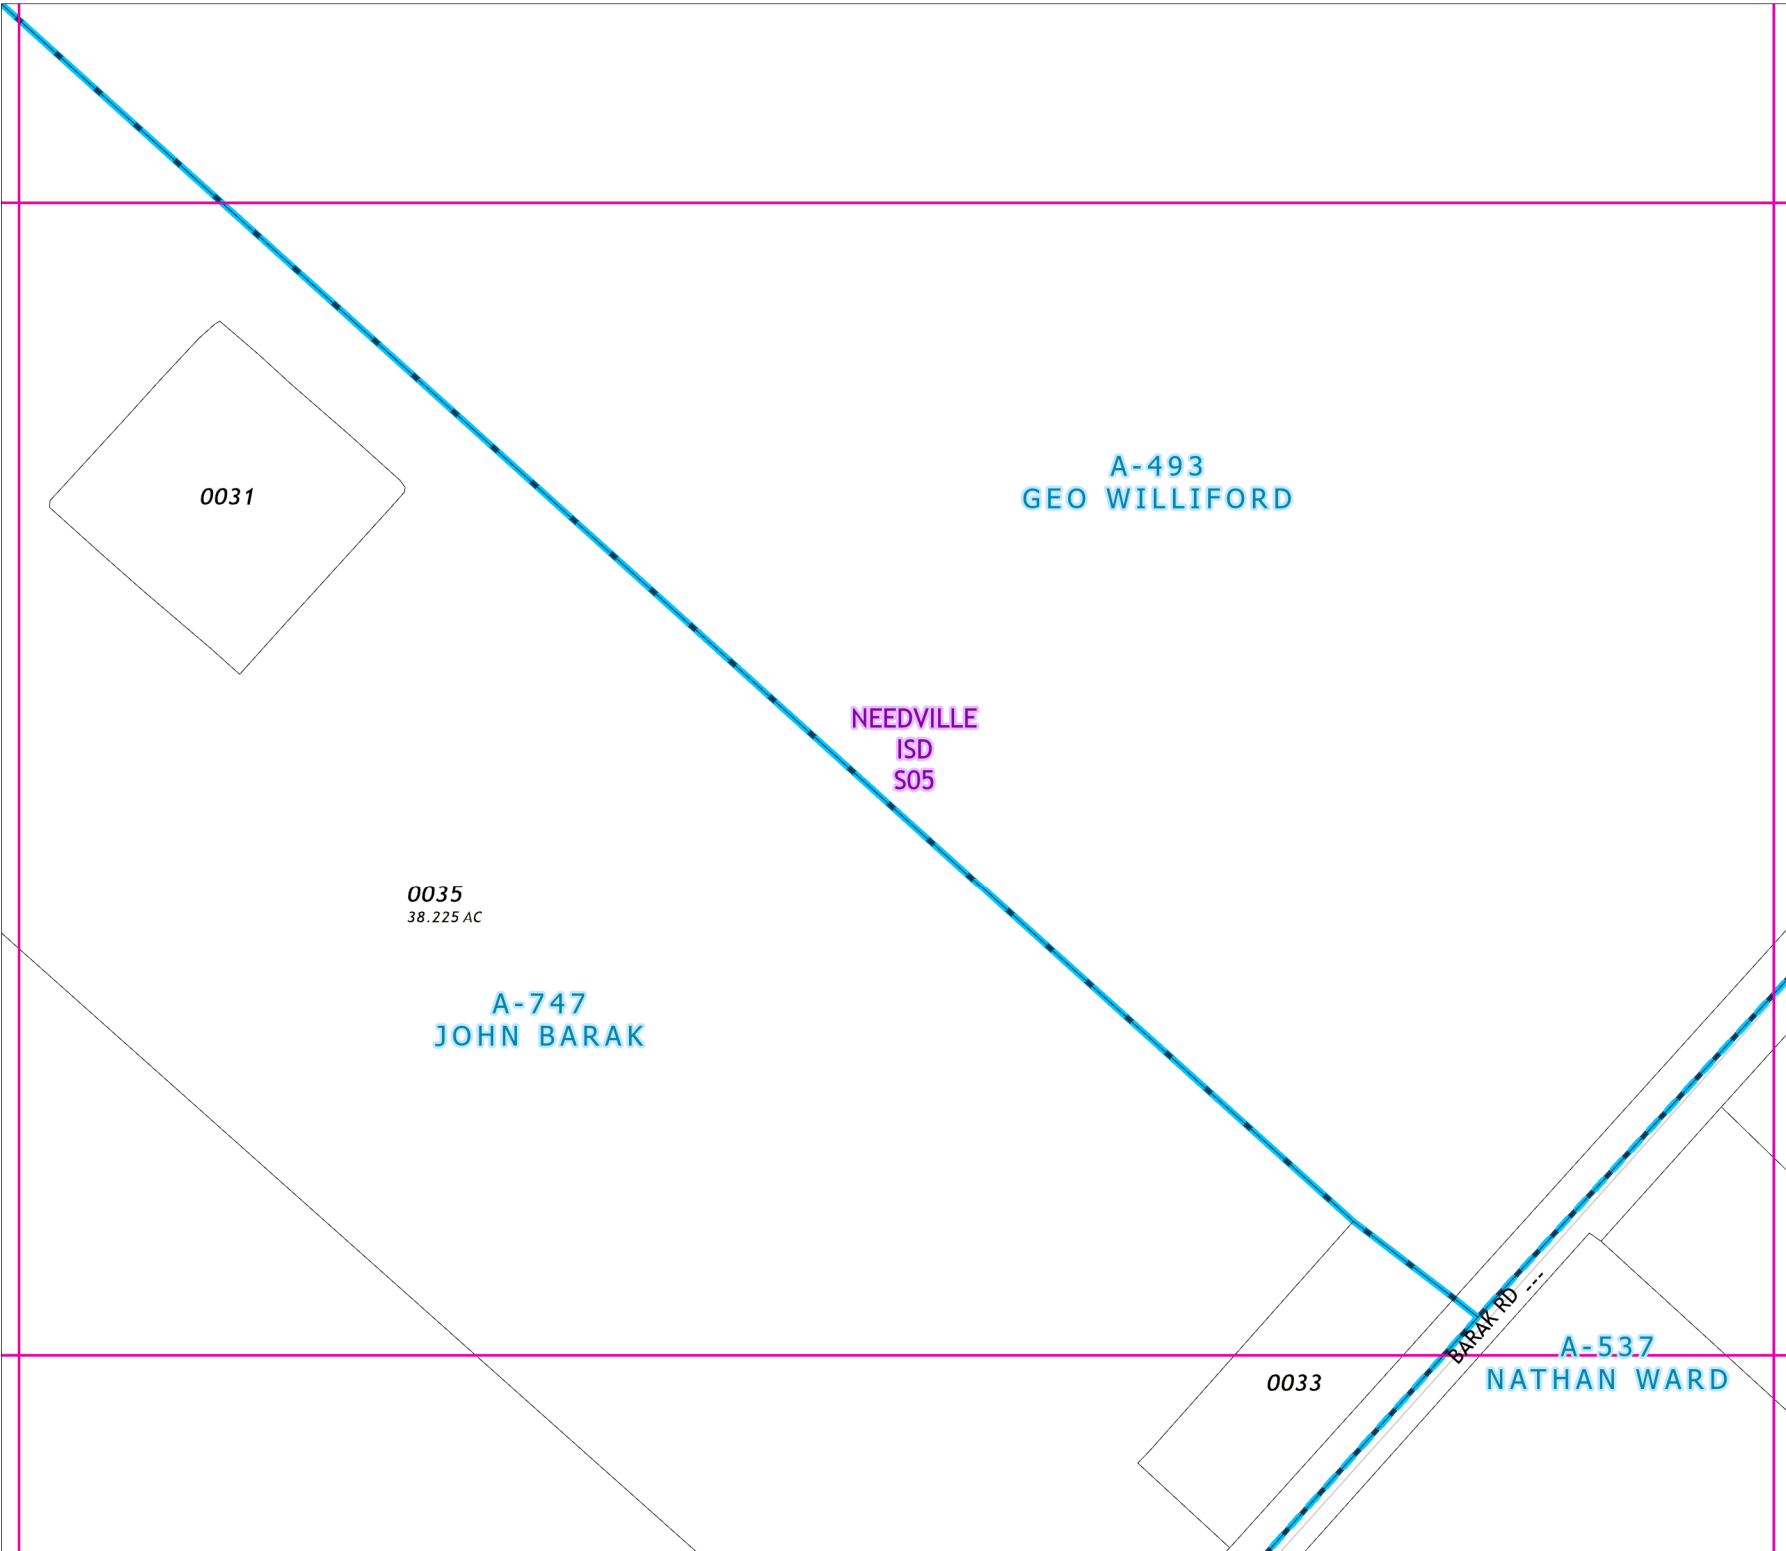 A-493
GEO WILLIFORD
0031
NEEDVILLE
ISD
S05
0035
38.225 AC
A-747
JOHN BARAK
BARAK RD ---
A-537
NATHAN WARD
0033